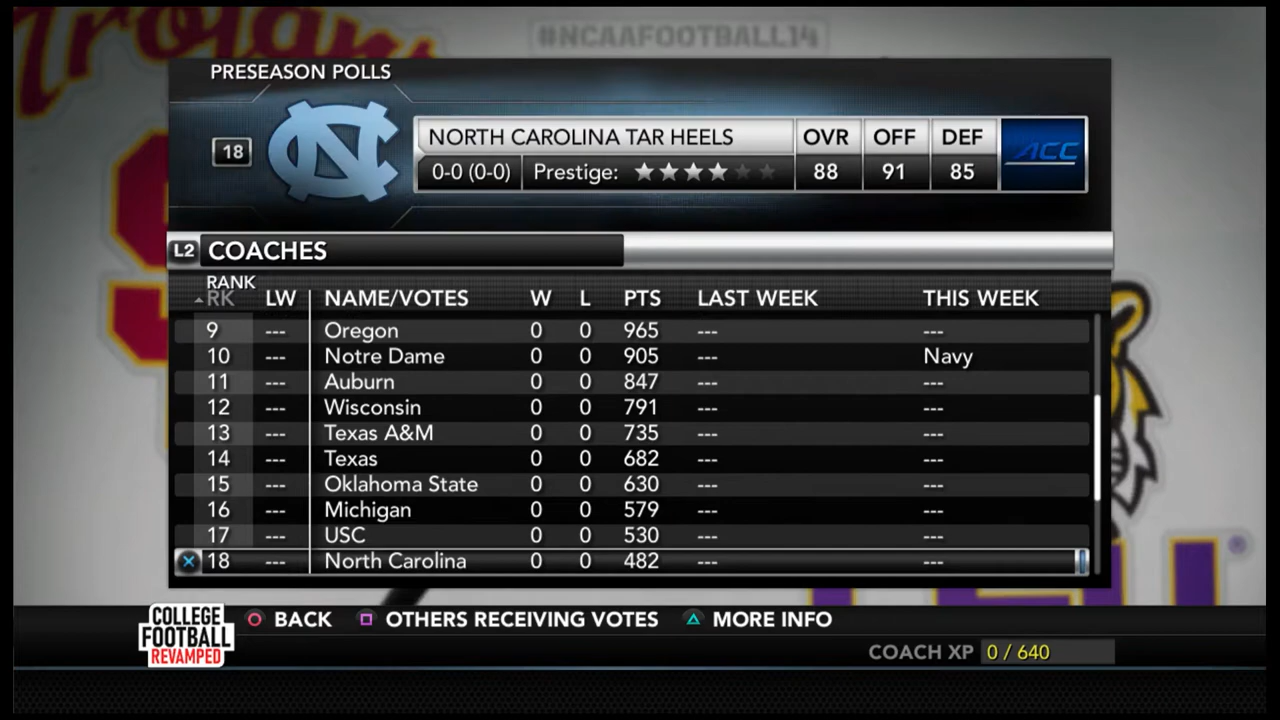 Trojans
#NCAAFOOTBALL14
PRESEASON POLLS
18
NC
NORTH CAROLINA TAR HEELS OVR OFF DEF ACC
0-0 (0-0) Prestige: 88 91 85
L2 COACHES
RANK
RK LW NAME/VOTES W L PTS LAST WEEK THIS WEEK
9 --- Oregon 0 0 965 --- ---
10 --- Notre Dame 0 0 905 --- Navy
11 --- Auburn 0 0 847 --- ---
12 --- Wisconsin 0 0 791 --- ---
13 --- Texas A&M 0 0 735 --- ---
14 --- Texas 0 0 682 --- ---
15 --- Oklahoma State 0 0 630 --- ---
16 --- Michigan 0 0 579 --- ---
17 --- USC 0 0 530 --- ---
18 --- North Carolina 0 0 482 --- ---
COLLEGE
FOOTBALL
REVAMPED
BACK OTHERS RECEIVING VOTES MORE INFO
COACH XP 0 / 640